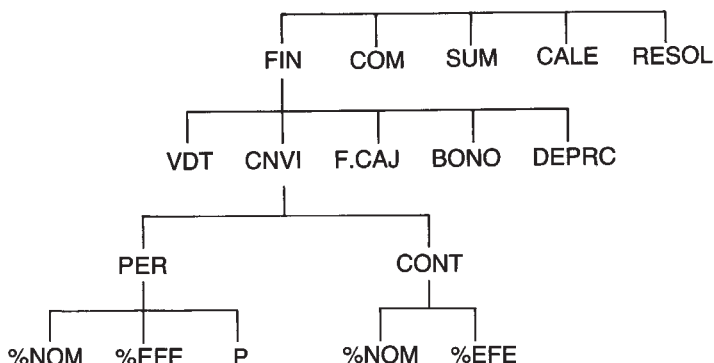 FIN COM SUM CALE RESOL
VDT CNVI F.CAJ BONO DEPRC
PER CONT
%NOM %EFE P %NOM %EFE